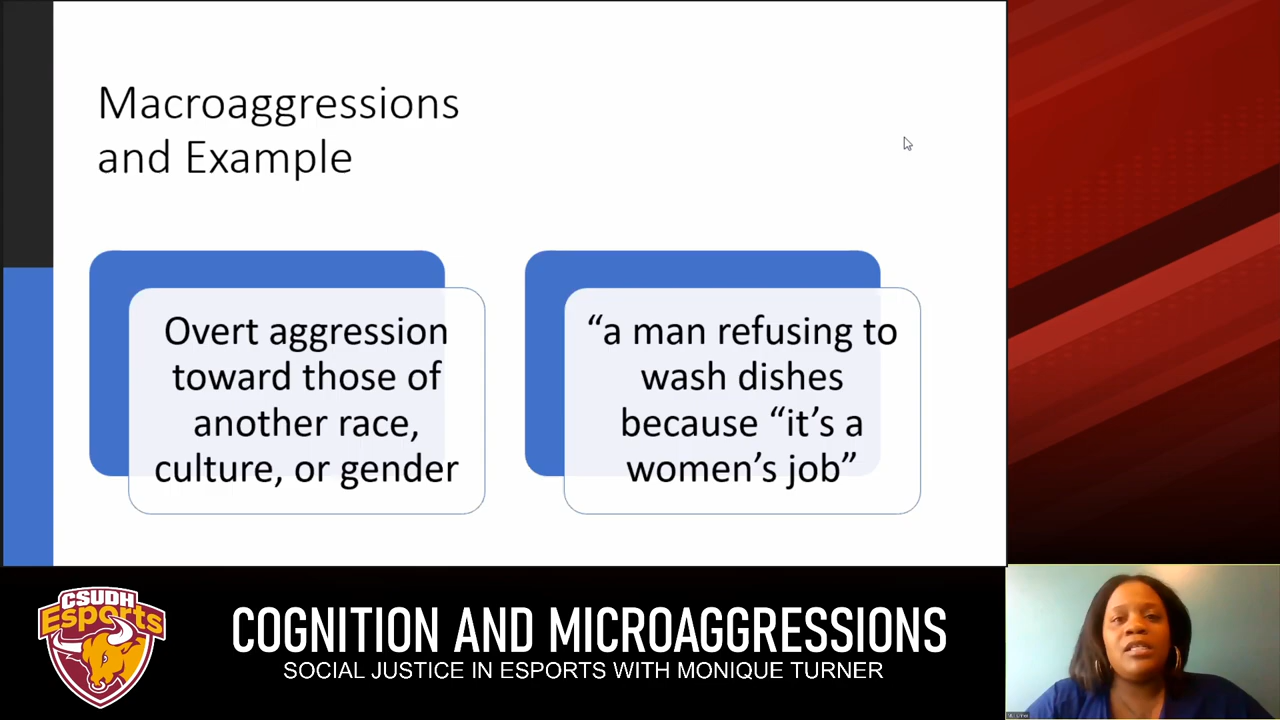 Macroaggressions
and Example
Overt aggression
toward those of
another race,
culture, or gender
“a man refusing to
wash dishes
because “it’s a
women’s job”
CSUDH
Esports
COGNITION AND MICROAGGRESSIONS
SOCIAL JUSTICE IN ESPORTS WITH MONIQUE TURNER